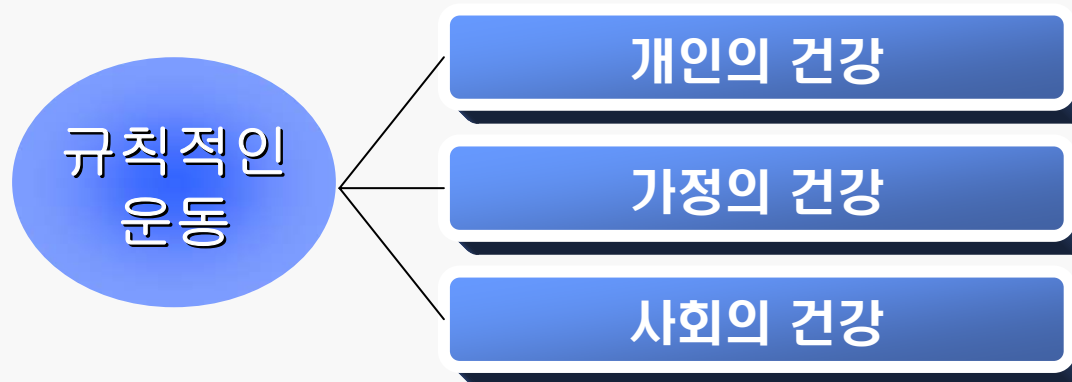 규칙적인
운동
개인의 건강
가정의 건강
사회의 건강